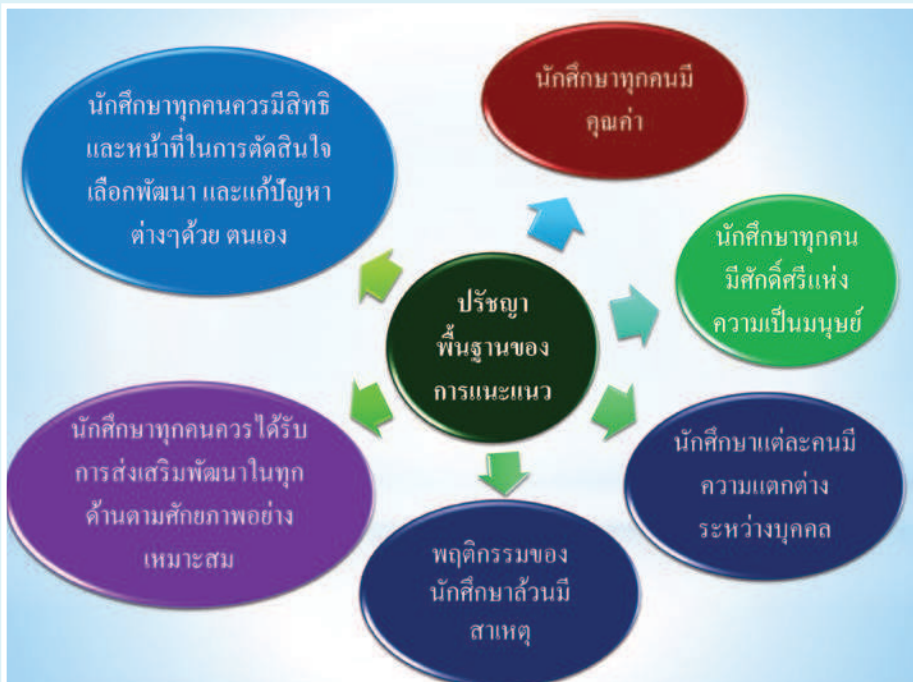 ปรัชญา
พื้นฐานของ
การแนะแนว
นักศึกษาทุกคนมี
คุณค่า
นักศึกษาทุกคน
มีศักดิ์ศรีแห่ง
ความเป็นมนุษย์
นักศึกษาแต่ละคนมี
ความแตกต่าง
ระหว่างบุคคล
พฤติกรรมของ
นักศึกษาล้วนมี
สาเหตุ
นักศึกษาทุกคนควรได้รับ
การส่งเสริมพัฒนาในทุก
ด้านตามศักยภาพอย่าง
เหมาะสม
นักศึกษาทุกคนควรมีสิทธิ
และหน้าที่ในการตัดสินใจ
เลือกพัฒนา และแก้ปัญหา
ต่างๆด้วย ตนเอง